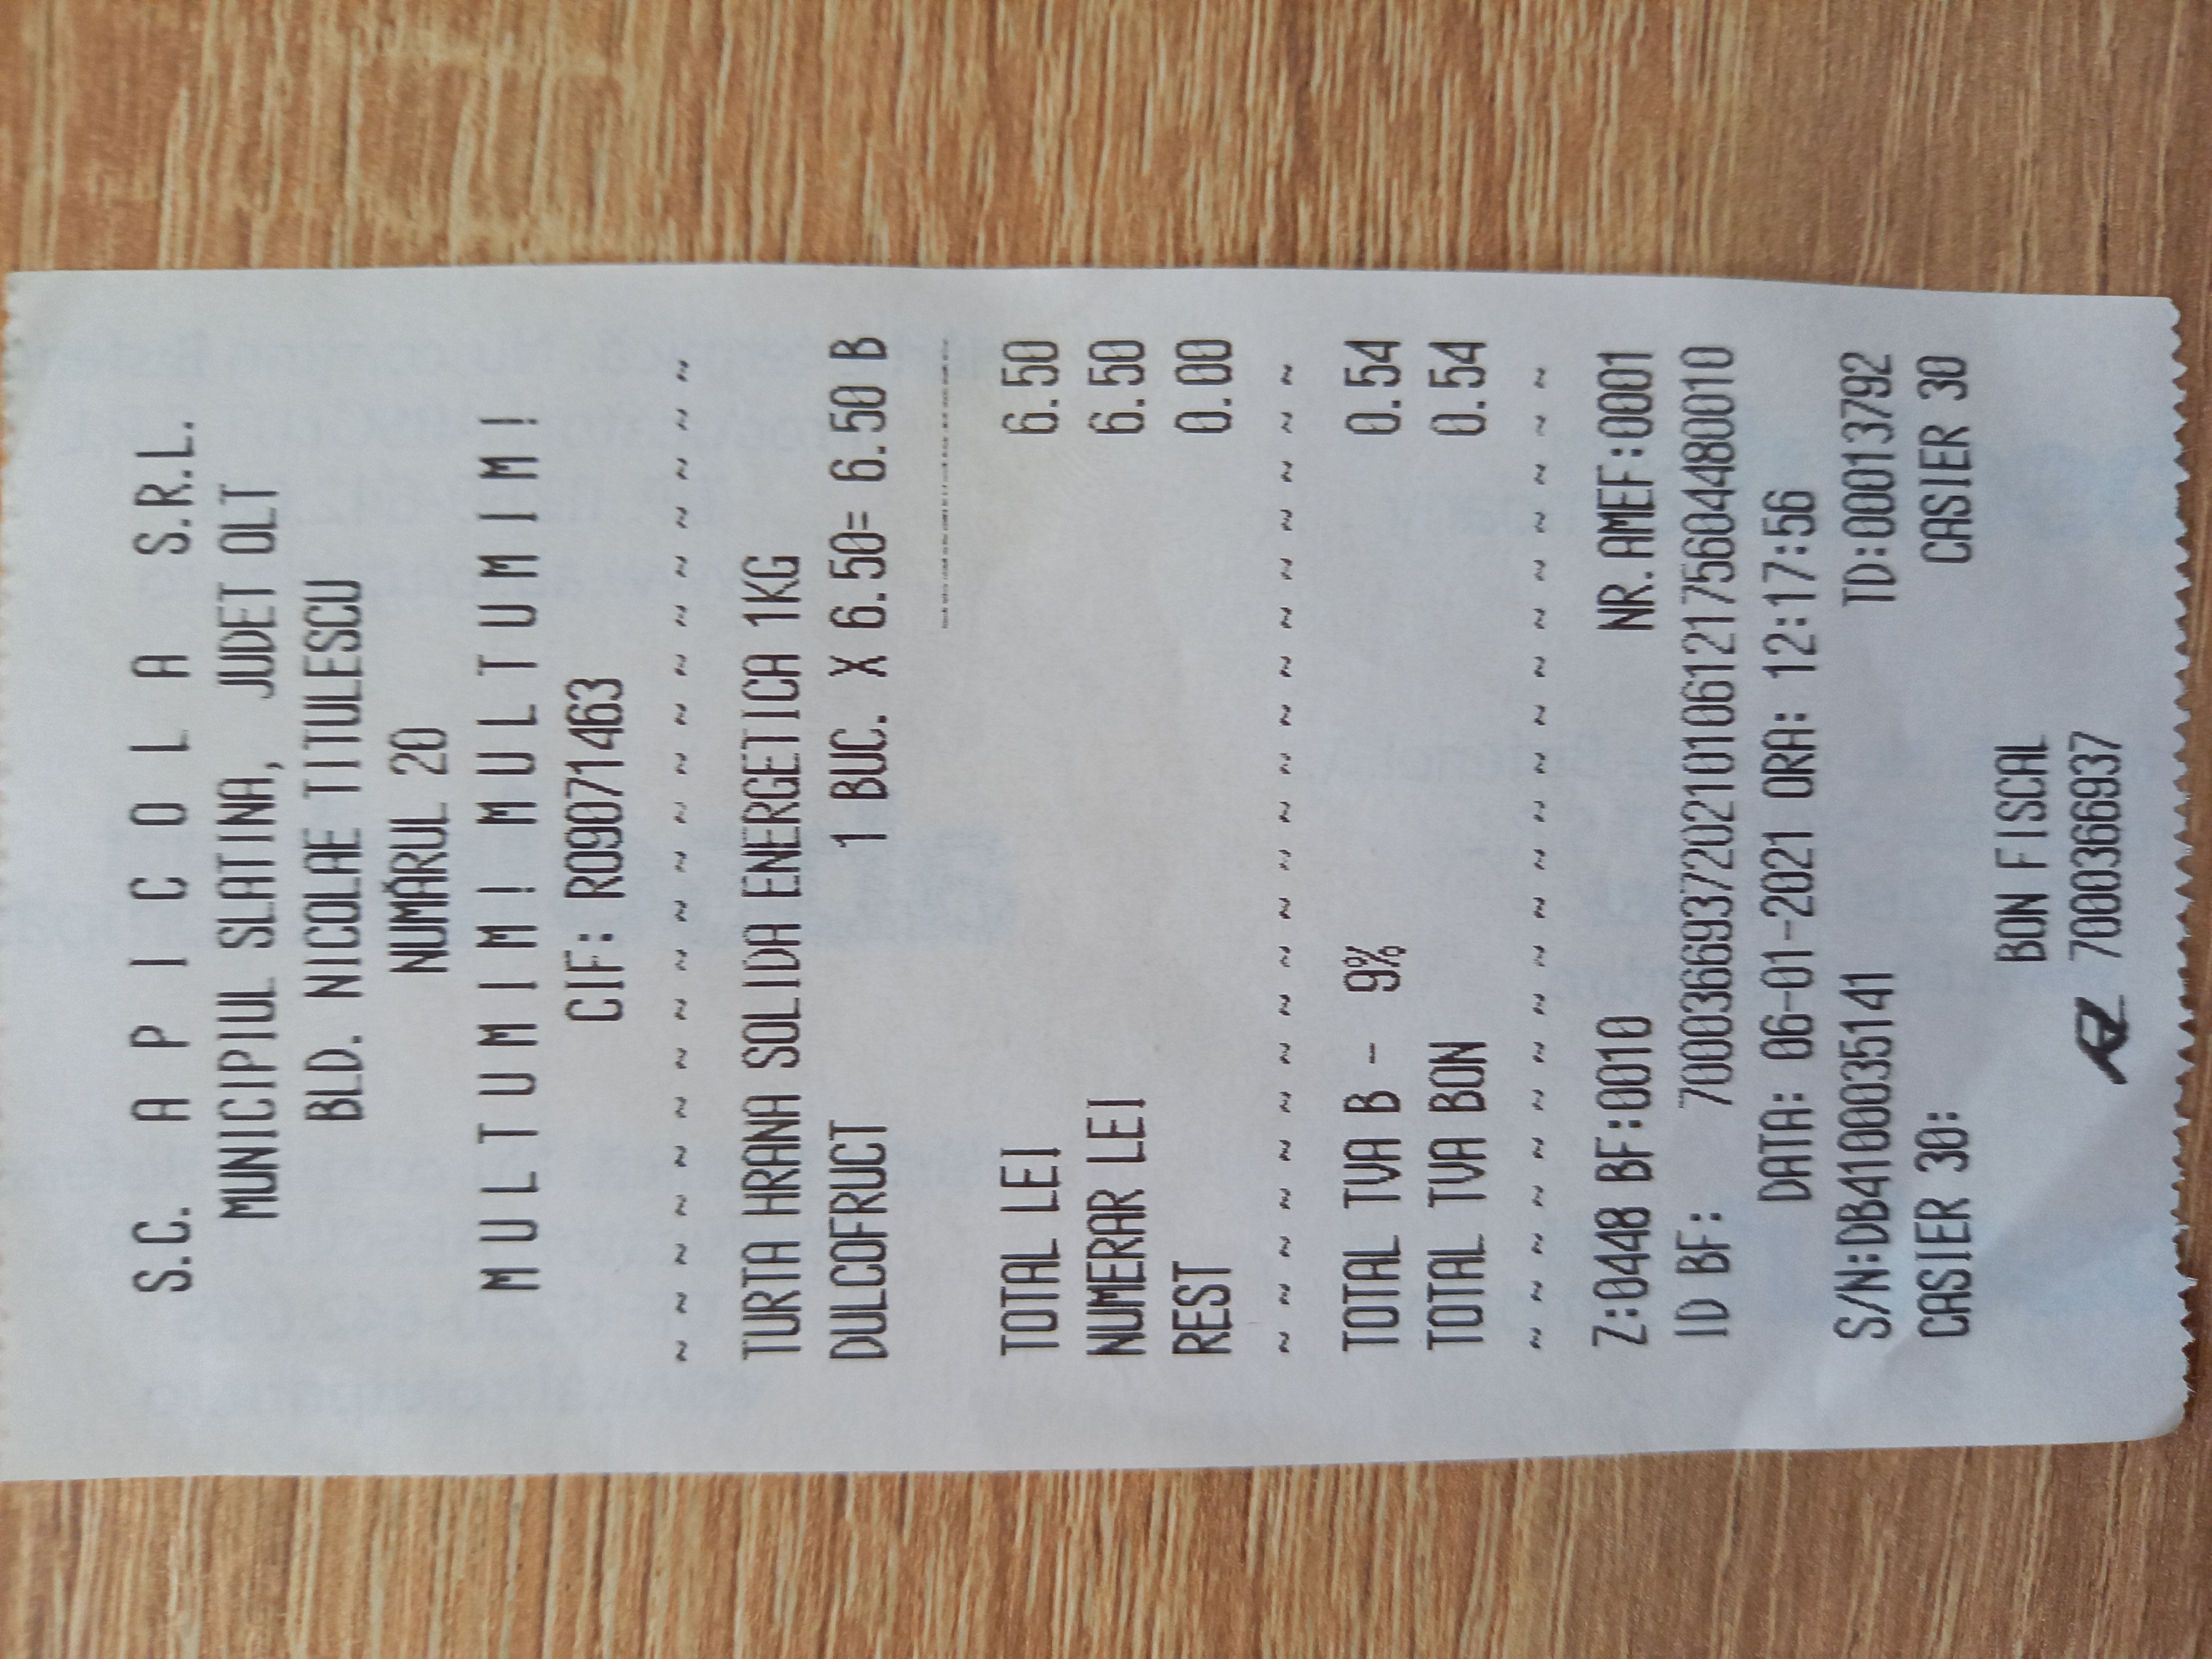 S.C. A P I C O L A S.R.L.
MUNICIPIUL SLATINA, JUDET OLT
BLD. NICOLAE TITULESCU
NUMĂRUL 20
M U L T U M I M ! M U L T U M I M !
CIF: RO9071463
~ ~ ~ ~ ~ ~ ~ ~ ~ ~ ~ ~ ~ ~ ~ ~ ~ ~ ~ ~ ~
TURTA HRANA SOLIDA ENERGETICA 1KG
DULCOFRUCT 1 BUC. X 6.50= 6.50 B
TOTAL LEI 6.50
NUMERAR LEI 6.50
REST 0.00
~ ~ ~ ~ ~ ~ ~ ~ ~ ~ ~ ~ ~ ~ ~ ~ ~ ~ ~ ~ ~
TOTAL TVA B - 9% 0.54
TOTAL TVA BON 0.54
~ ~ ~ ~ ~ ~ ~ ~ ~ ~ ~ ~ ~ ~ ~ ~ ~ ~ ~ ~ ~
Z:0448 BF:0010 NR.AMEF:0001
ID BF: 70003669372021010612175604480010
DATA: 06-01-2021 ORA: 12:17:56
S/N:DB4100035141 TD:00013792
CASIER 30: CASIER 30
BON FISCAL
7000366937